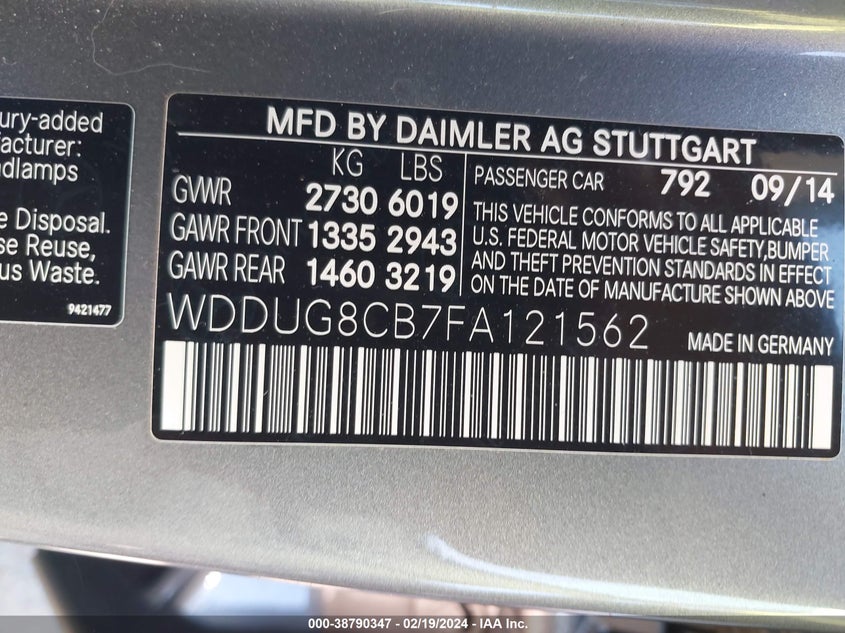 ury-added
facturer:
adlamps
e Disposal.
se Reuse,
us Waste.
9421477
MFD BY DAIMLER AG STUTTGART
KG LBS
GVWR 2730 6019
GAWR FRONT 1335 2943
GAWR REAR 1460 3219
PASSENGER CAR 792 09/14
THIS VEHICLE CONFORMS TO ALL APPLICABLE
U.S. FEDERAL MOTOR VEHICLE SAFETY,BUMPER
AND THEFT PREVENTION STANDARDS IN EFFECT
ON THE DATE OF MANUFACTURE SHOWN ABOVE
WDDUG8CB7FA121562
MADE IN GERMANY
000-38790347 - 02/19/2024 - IAA Inc.